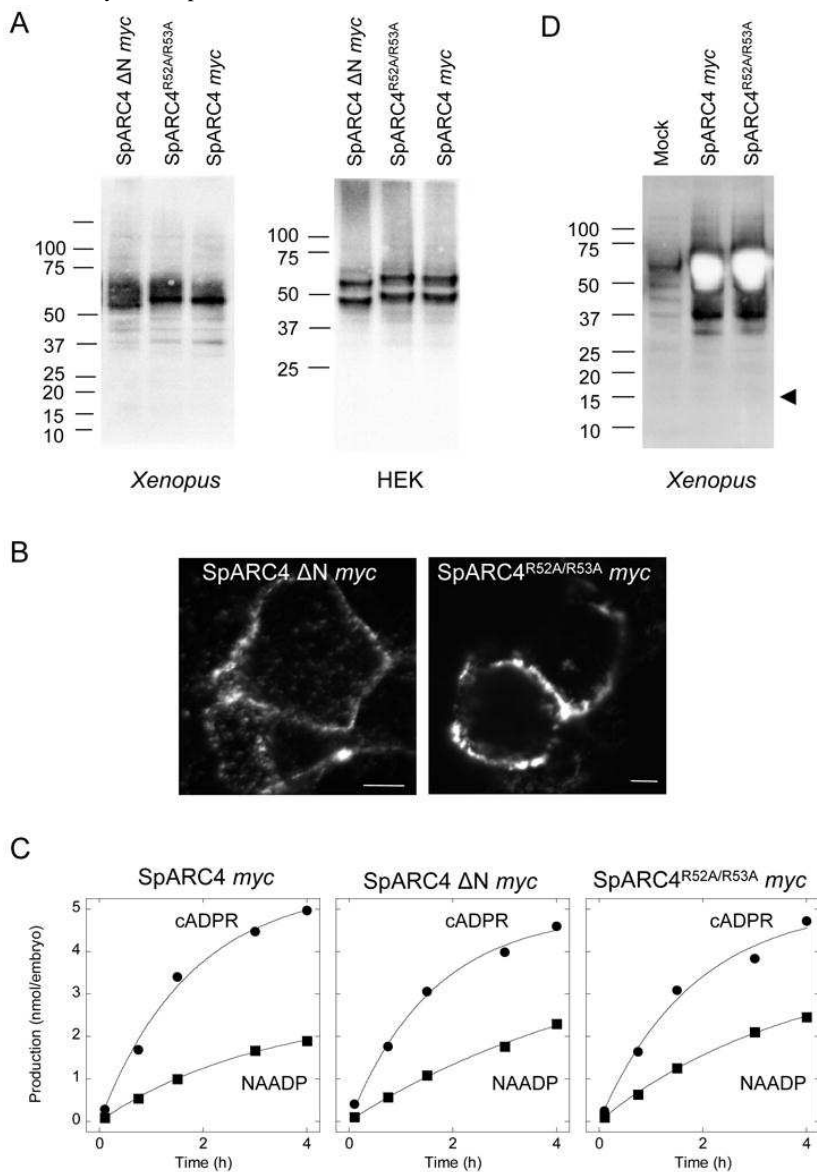 A
SpARC4 ΔN myc
SpARC4R52A/R53A
SpARC4 myc
100
75
50
37
25
20
15
10
Xenopus
SpARC4 ΔN myc
SpARC4R52A/R53A
SpARC4 myc
100
75
50
37
25
HEK
D
Mock
SpARC4 myc
SpARC4R52A/R53A
100
75
50
37
25
20
15
10
Xenopus
B
SpARC4 ΔN myc
SpARC4R52A/R53A myc
C
SpARC4 myc
SpARC4 ΔN myc
SpARC4R52A/R53A myc
Production (nmol/embryo)
5
4
3
2
1
0
cADPR
NAADP
cADPR
NAADP
cADPR
NAADP
0 2 4
0 2 4
0 2 4
Time (h)
Time (h)
Time (h)